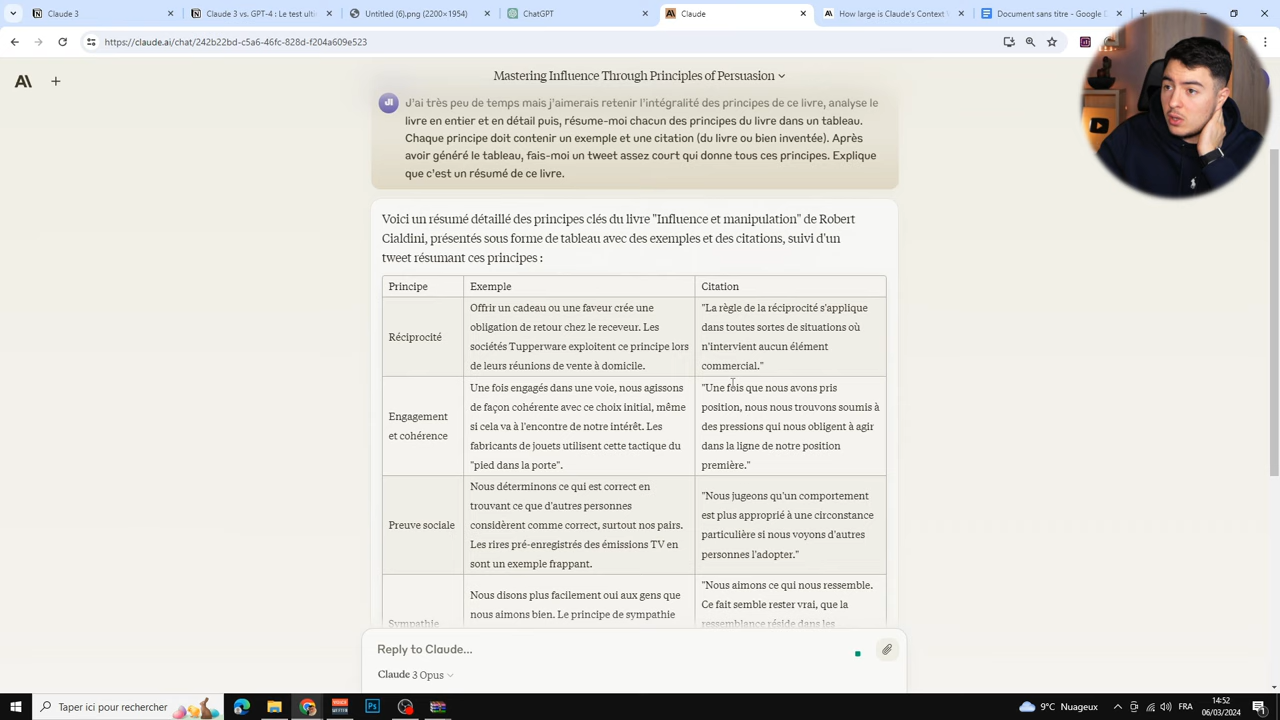 Claude 3
Claude 3 vs. GPT-4 : Le test ulti
Untitled (6).png (2200×1954)
ChatGPT
Claude
How large is Claude's Context
Document sans titre - Google D
https://claude.ai/chat/242b22bd-c5a6-46fc-828d-f204a609e523
Mastering Influence Through Principles of Persuasion
J'ai très peu de temps mais j'aimerais retenir l'intégralité des principes de ce livre, analyse le
livre en entier et en détail puis, résume-moi chacun des principes du livre dans un tableau.
Chaque principe doit contenir un exemple et une citation (du livre ou bien inventée). Après
avoir généré le tableau, fais-moi un tweet assez court qui donne tous ces principes. Explique
que c'est un résumé de ce livre.
Voici un résumé détaillé des principes clés du livre "Influence et manipulation" de Robert
Cialdini, présentés sous forme de tableau avec des exemples et des citations, suivi d'un
tweet résumant ces principes :
Principe
Exemple
Citation
Réciprocité
Offrir un cadeau ou une faveur crée une
obligation de retour chez le receveur. Les
sociétés Tupperware exploitent ce principe lors
de leurs réunions de vente à domicile.
"La règle de la réciprocité s'applique
dans toutes sortes de situations où
n'intervient aucun élément
commercial."
Engagement
et cohérence
Une fois engagés dans une voie, nous agissons
de façon cohérente avec ce choix initial, même
si cela va à l'encontre de notre intérêt. Les
fabricants de jouets utilisent cette tactique du
"pied dans la porte".
"Une fois que nous avons pris
position, nous nous trouvons soumis à
des pressions qui nous obligent à agir
dans la ligne de notre position
première."
Preuve sociale
Nous déterminons ce qui est correct en
trouvant ce que d'autres personnes
considèrent comme correct, surtout nos pairs.
Les rires pré-enregistrés des émissions TV en
sont un exemple frappant.
"Nous jugeons qu'un comportement
est plus approprié à une circonstance
particulière si nous voyons d'autres
personnes l'adopter."
Sympathie
Nous disons plus facilement oui aux gens que
nous aimons bien. Le principe de sympathie
"Nous aimons ce qui nous ressemble.
Ce fait semble rester vrai, que la
ressemblance réside dans les
Reply to Claude...
Claude 3 Opus
Taper ici pour rechercher
9°C Nuageux
FRA
14:52
06/03/2024